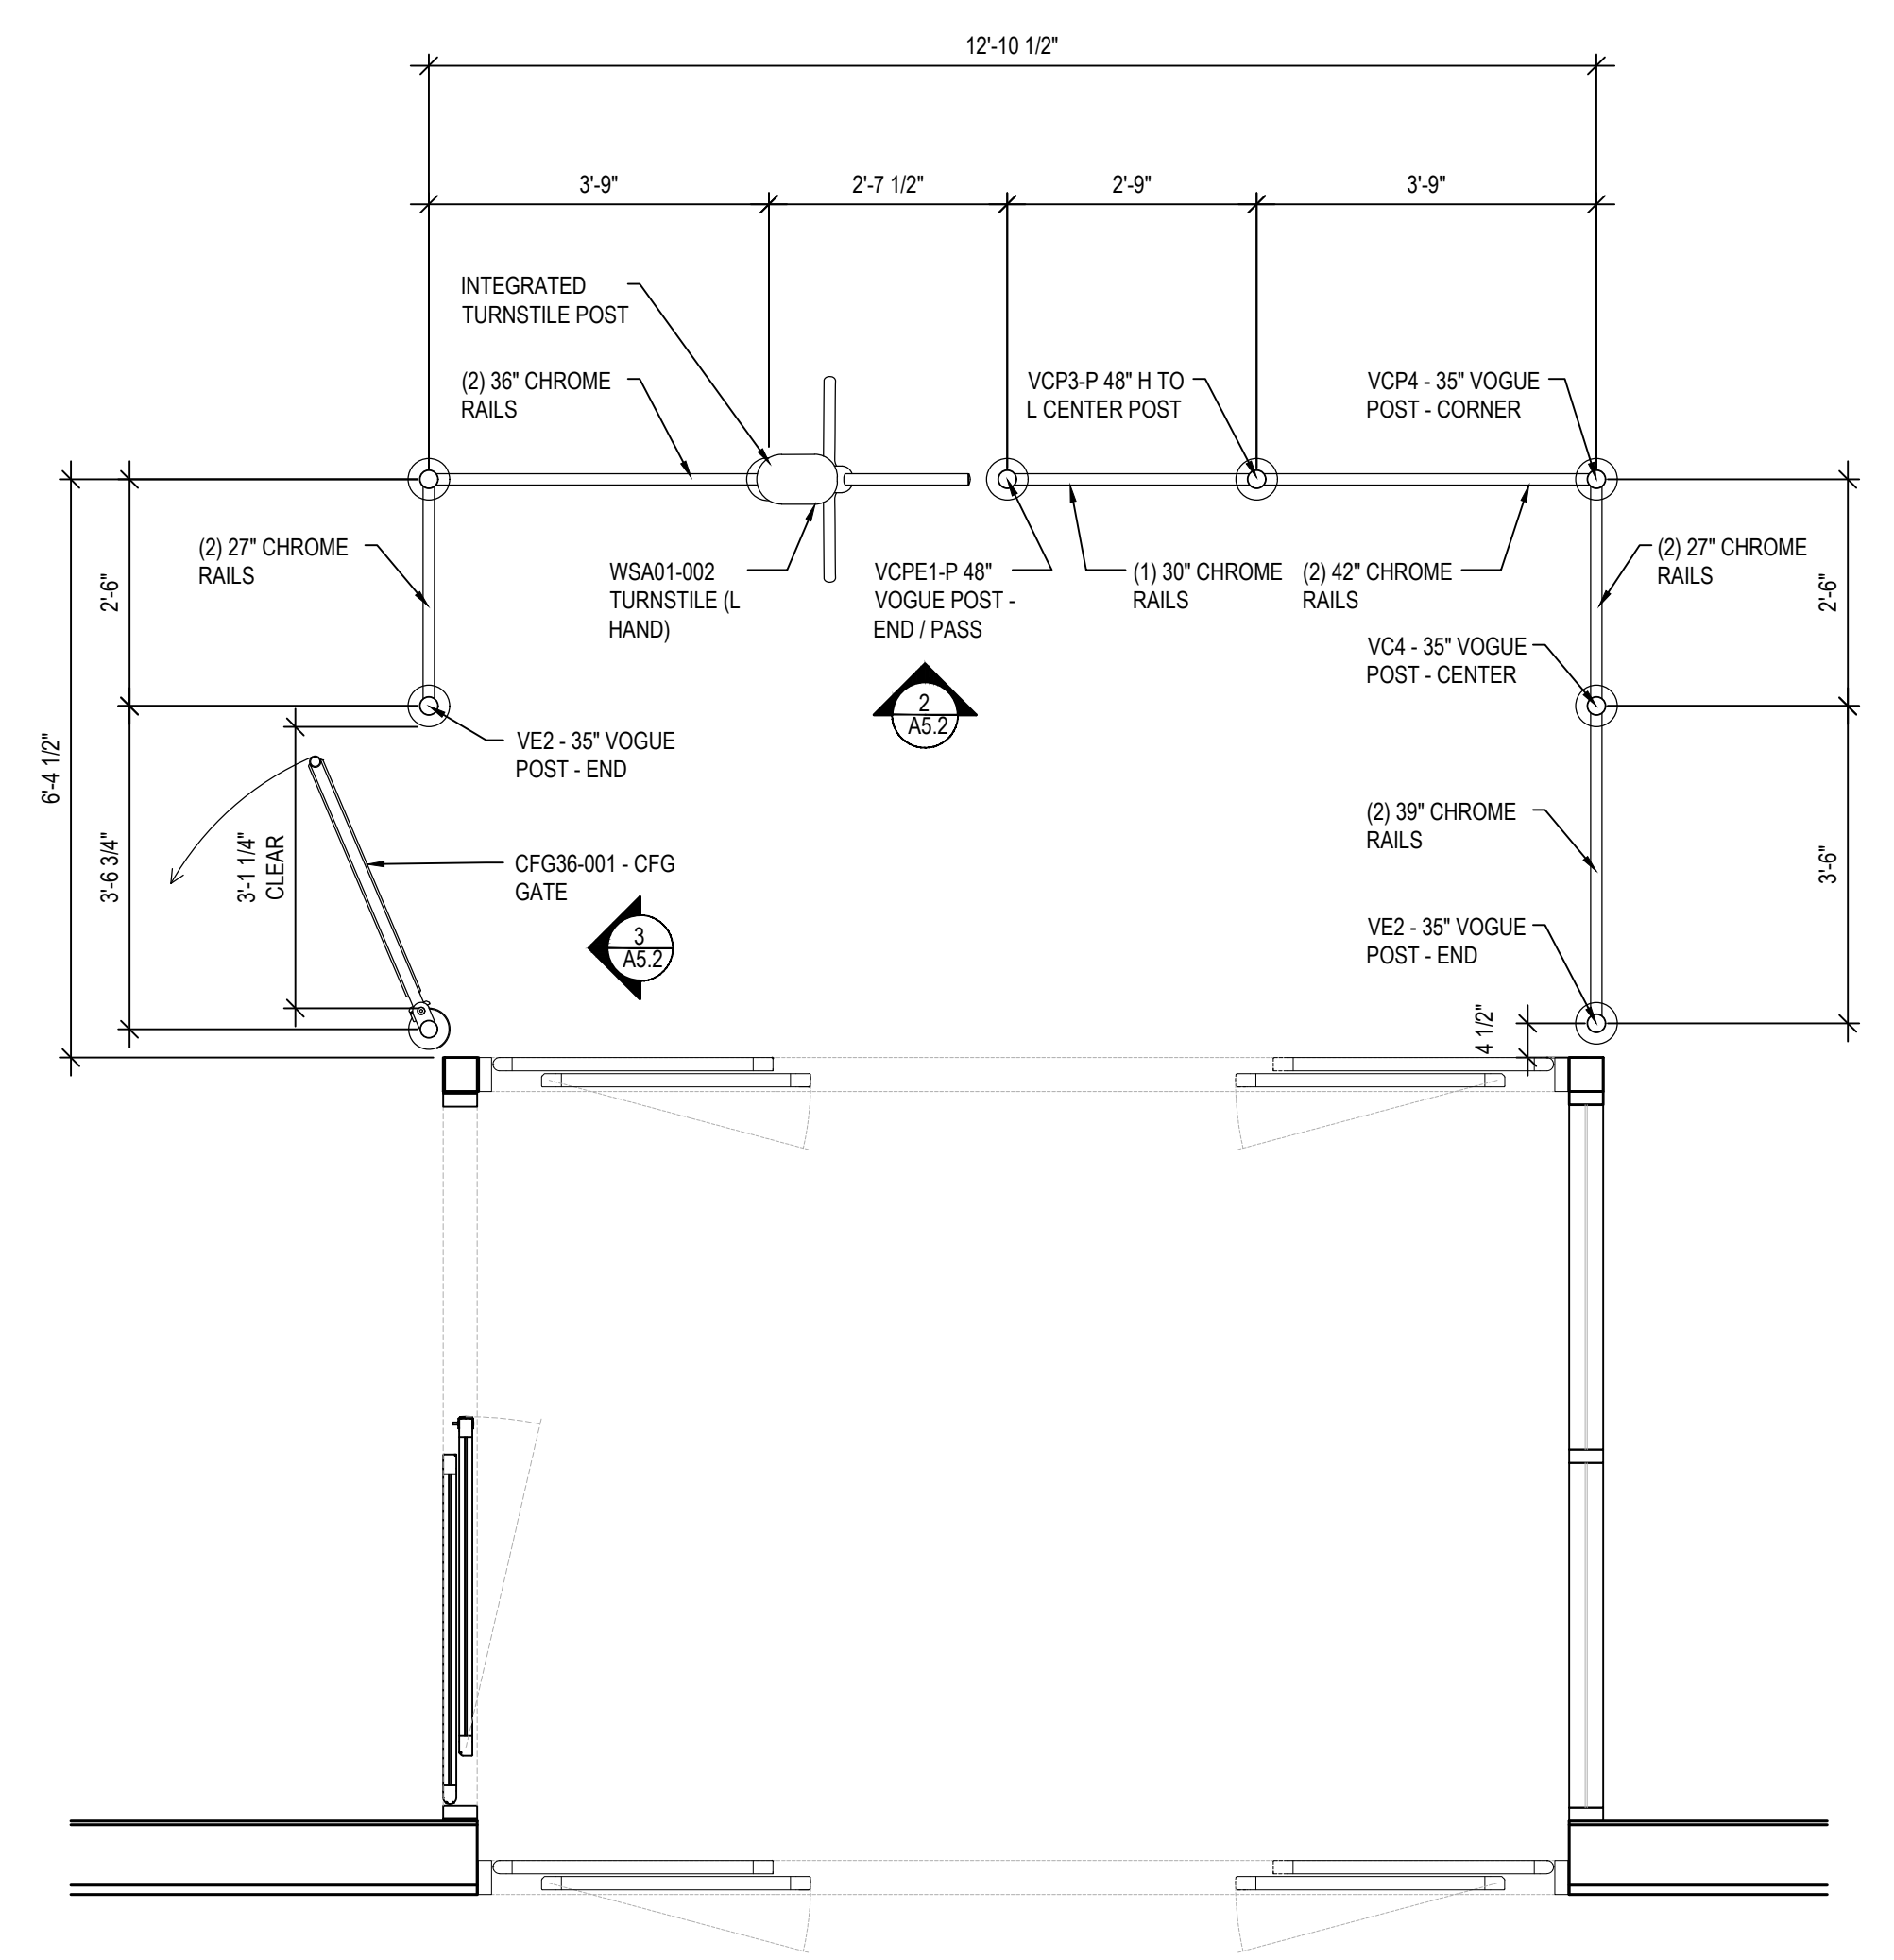 12'-10 1/2"
3'-9"
2'-7 1/2"
2'-9"
3'-9"
INTEGRATED
TURNSTILE POST
(2) 36" CHROME
RAILS
VCP3-P 48" H TO
L CENTER POST
VCP4 - 35" VOGUE
POST - CORNER
(2) 27" CHROME
RAILS
WSA01-002
TURNSTILE (L
HAND)
VCPE1-P 48"
VOGUE POST -
END / PASS
(1) 30" CHROME
RAILS
(2) 42" CHROME
RAILS
(2) 27" CHROME
RAILS
2'-6"
2'-6"
VC4 - 35" VOGUE
POST - CENTER
2
A5.2
VE2 - 35" VOGUE
POST - END
6'-4 1/2"
3'-6 3/4"
3'-1 1/4"
CLEAR
CFG36-001 - CFG
GATE
(2) 39" CHROME
RAILS
3'-6"
3
A5.2
VE2 - 35" VOGUE
POST - END
4 1/2"